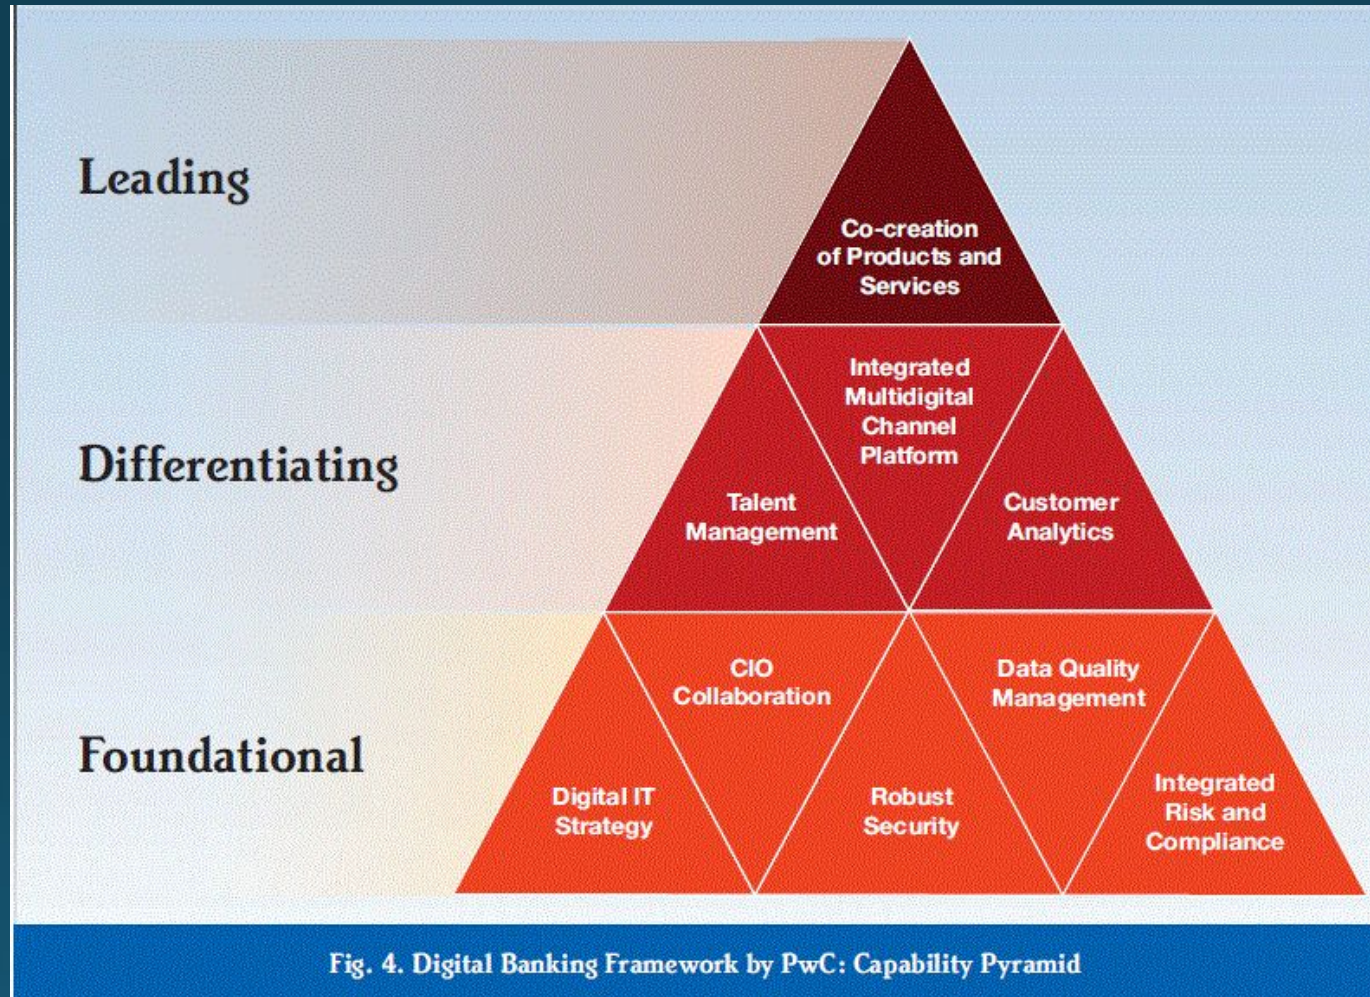 Leading
Co-creation
of Products and
Services
Differentiating
Integrated
Multidigital
Channel
Platform
Talent
Management
Customer
Analytics
Foundational
CIO
Collaboration
Data Quality
Management
Digital IT
Strategy
Robust
Security
Integrated
Risk and
Compliance
Fig. 4. Digital Banking Framework by PwC: Capability Pyramid